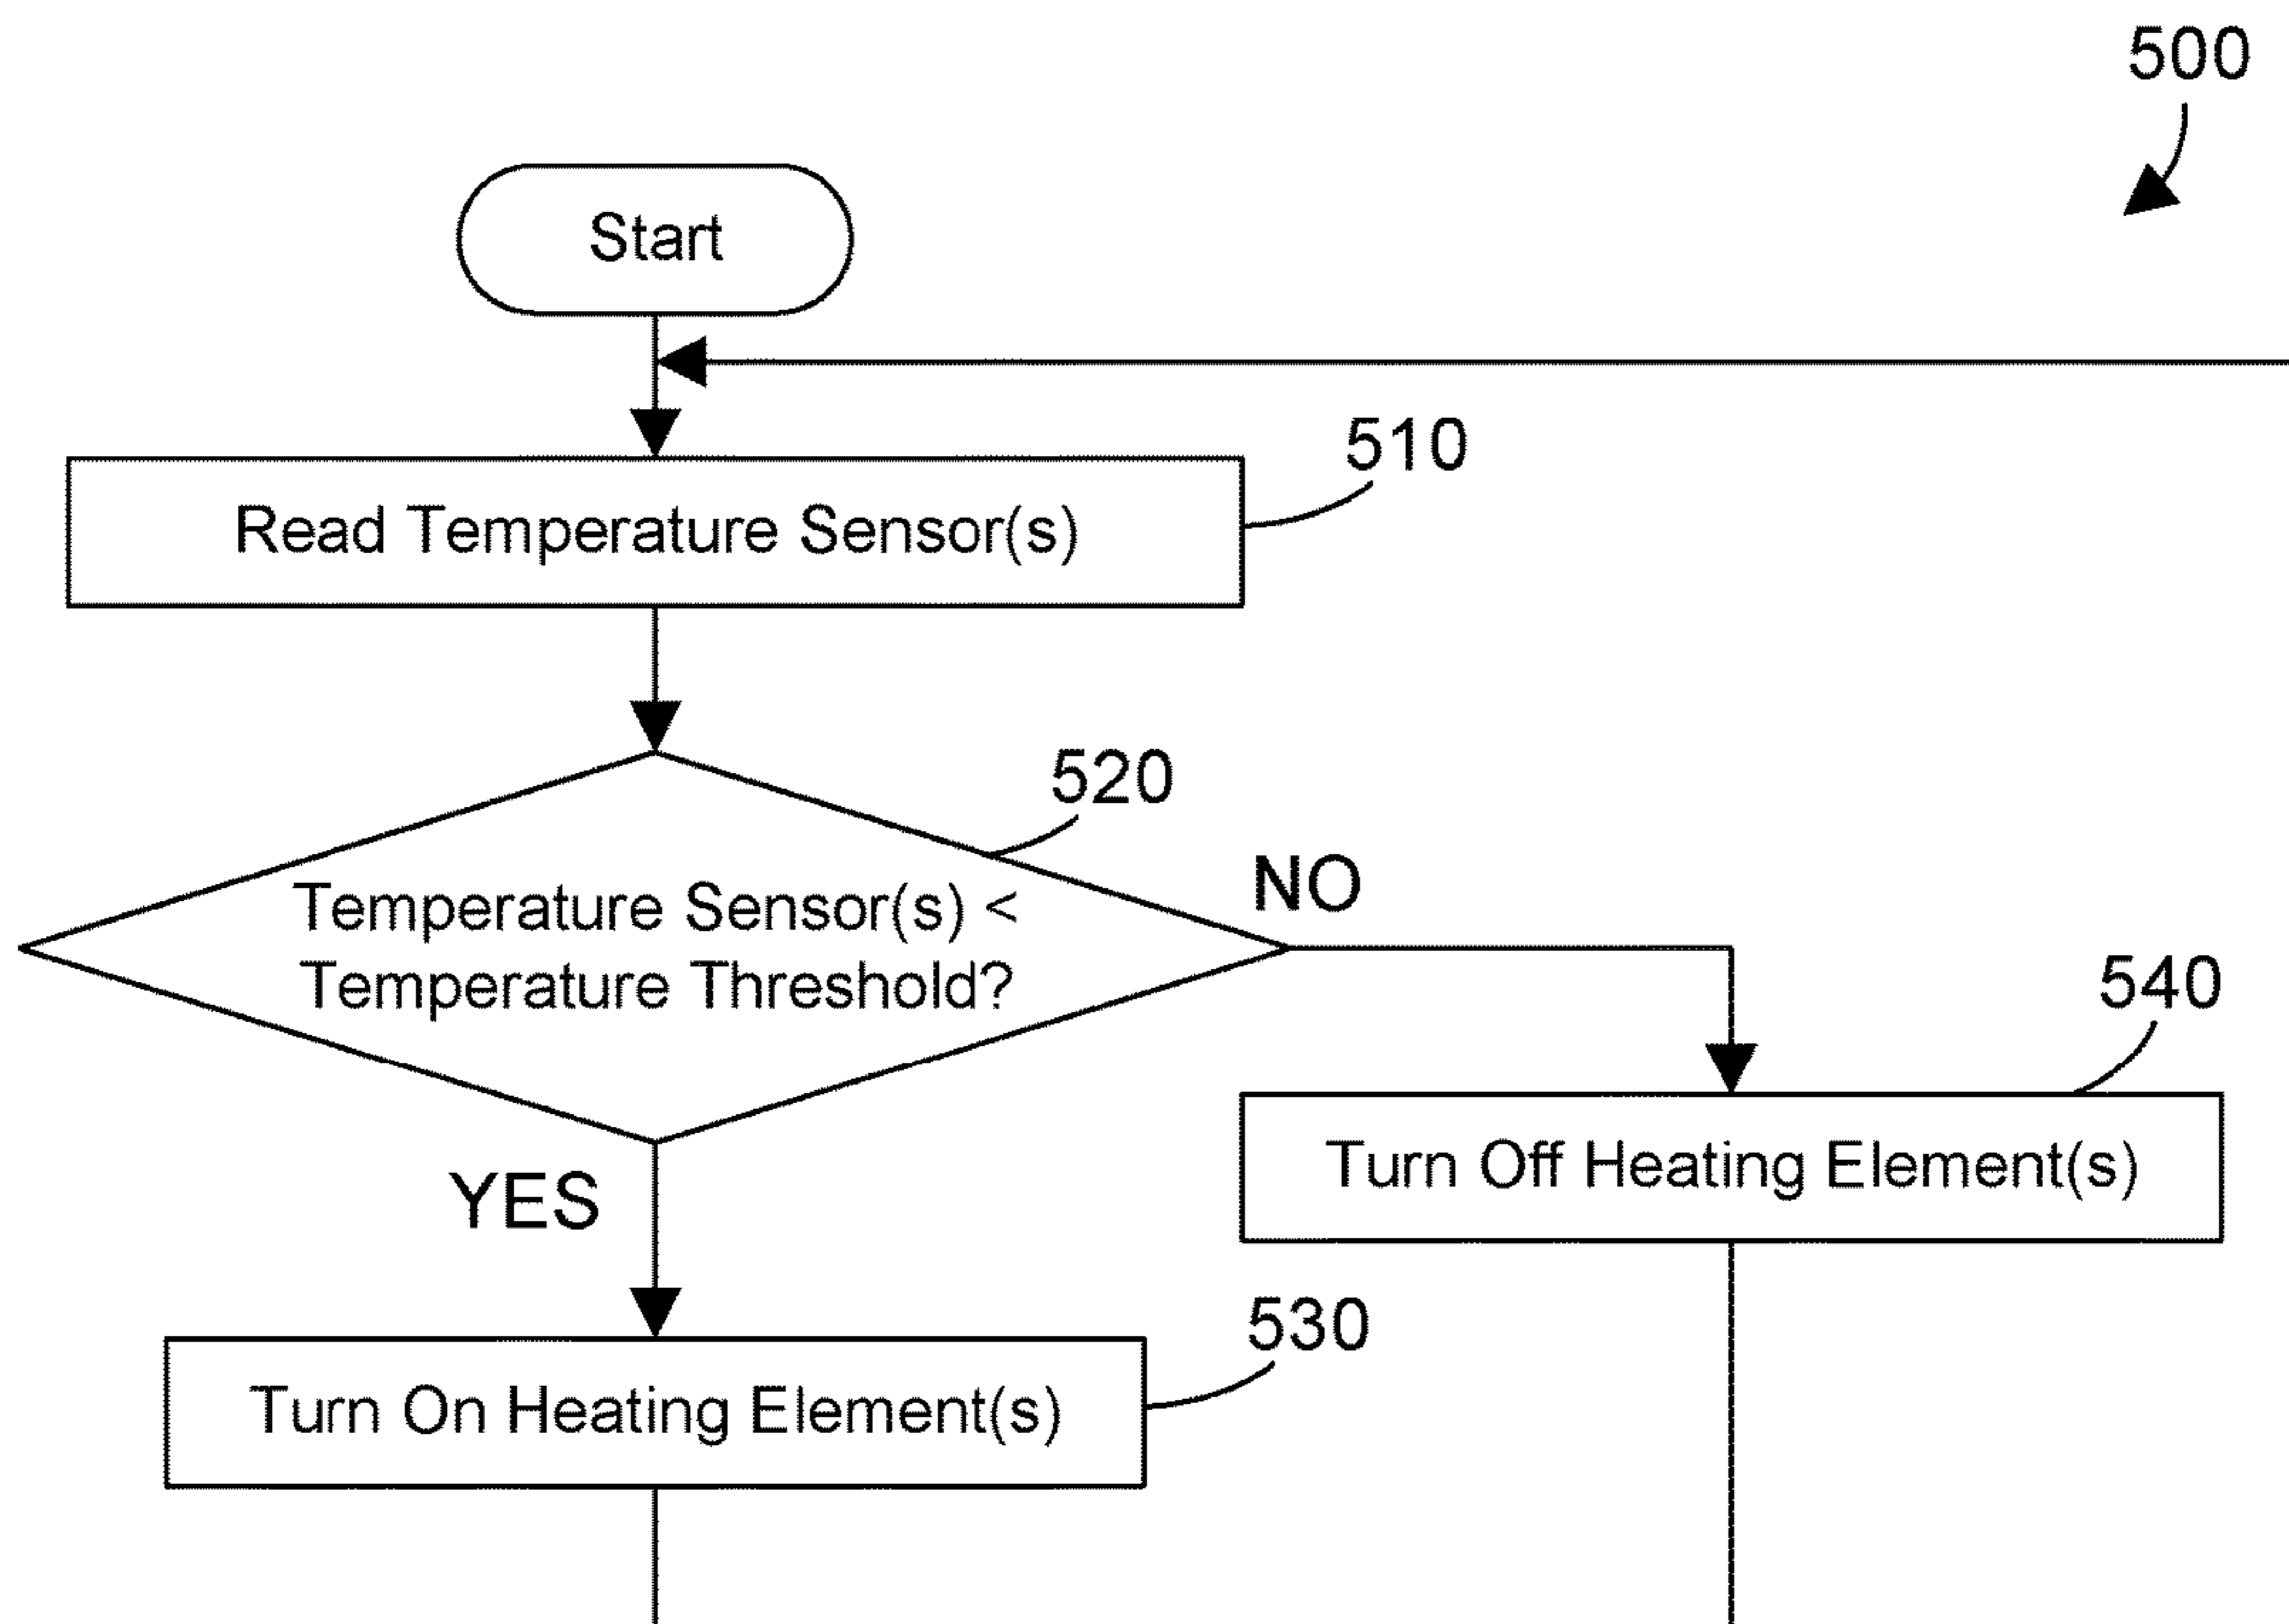 500
Start
510
Read Temperature Sensor(s)
520
Temperature Sensor(s) <
Temperature Threshold?
NO
540
Turn Off Heating Element(s)
YES
530
Turn On Heating Element(s)